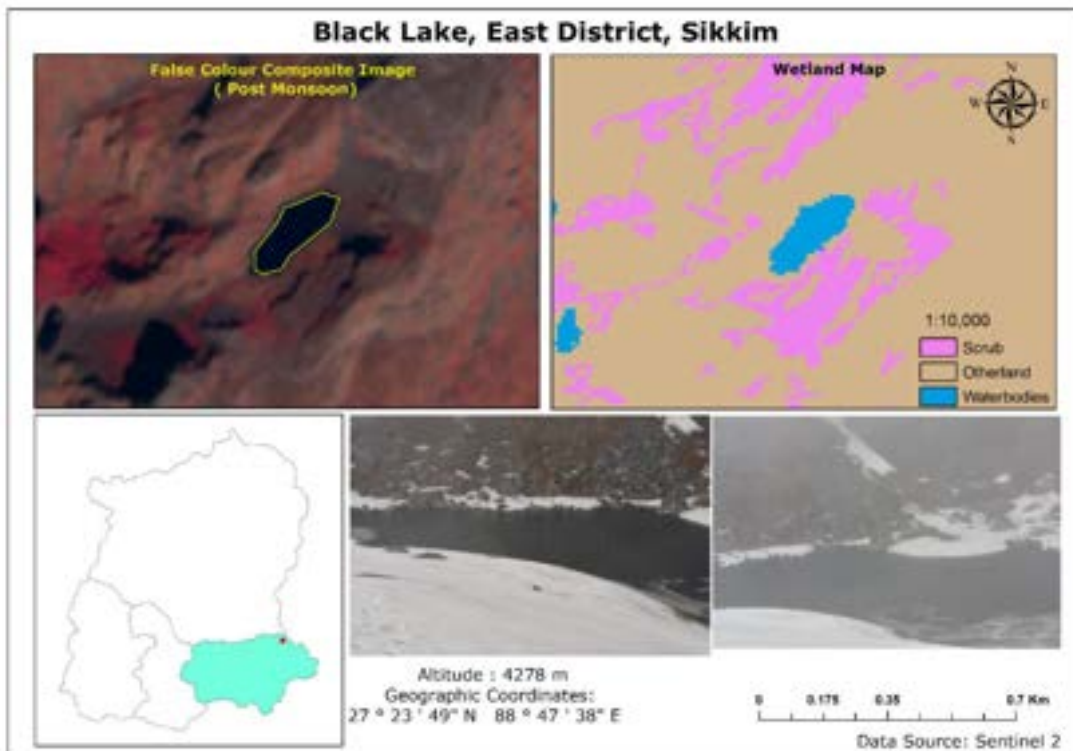 Black Lake, East District, Sikkim
False Colour Composite Image
( Post Monsoon)
Wetland Map
N
W E
1:10,000
Scrub
Otherland
Waterbodies
Altitude : 4278 m
Geographic Coordinates:
27 ° 23 ' 49" N 88 ° 47 ' 38" E
0 0.175 0.35 0.7 Km
Data Source: Sentinel 2